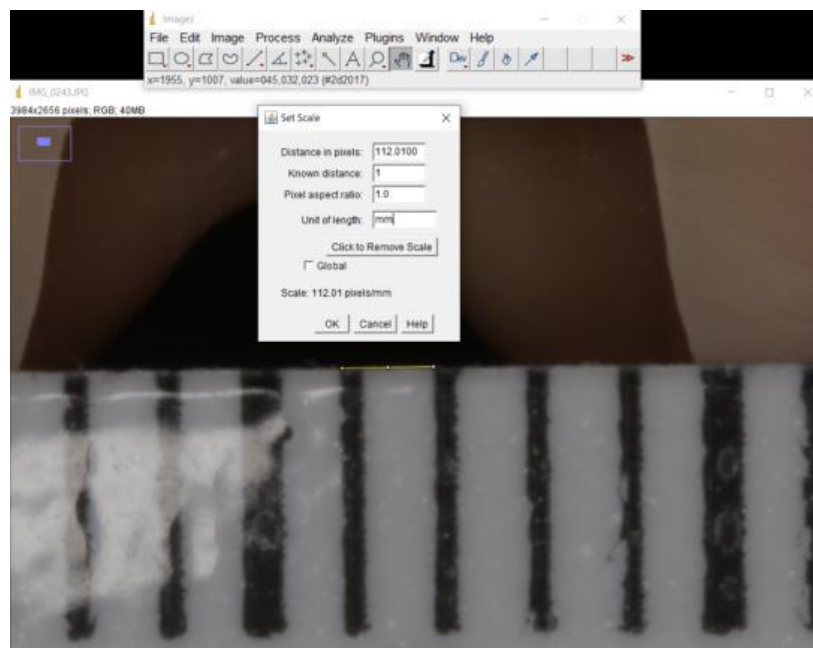 ImageJ
File Edit Image Process Analyze Plugins Window Help
A Dev
x=1955, y=1007, value=045,032,023 (#2d2017)
IMG_0243.JPG
3984x2656 pixels; RGB; 40MB
Set Scale
Distance in pixels: 112.0100
Known distance: 1
Pixel aspect ratio: 1.0
Unit of length: mm
Click to Remove Scale
Global
Scale: 112.01 pixels/mm
OK Cancel Help